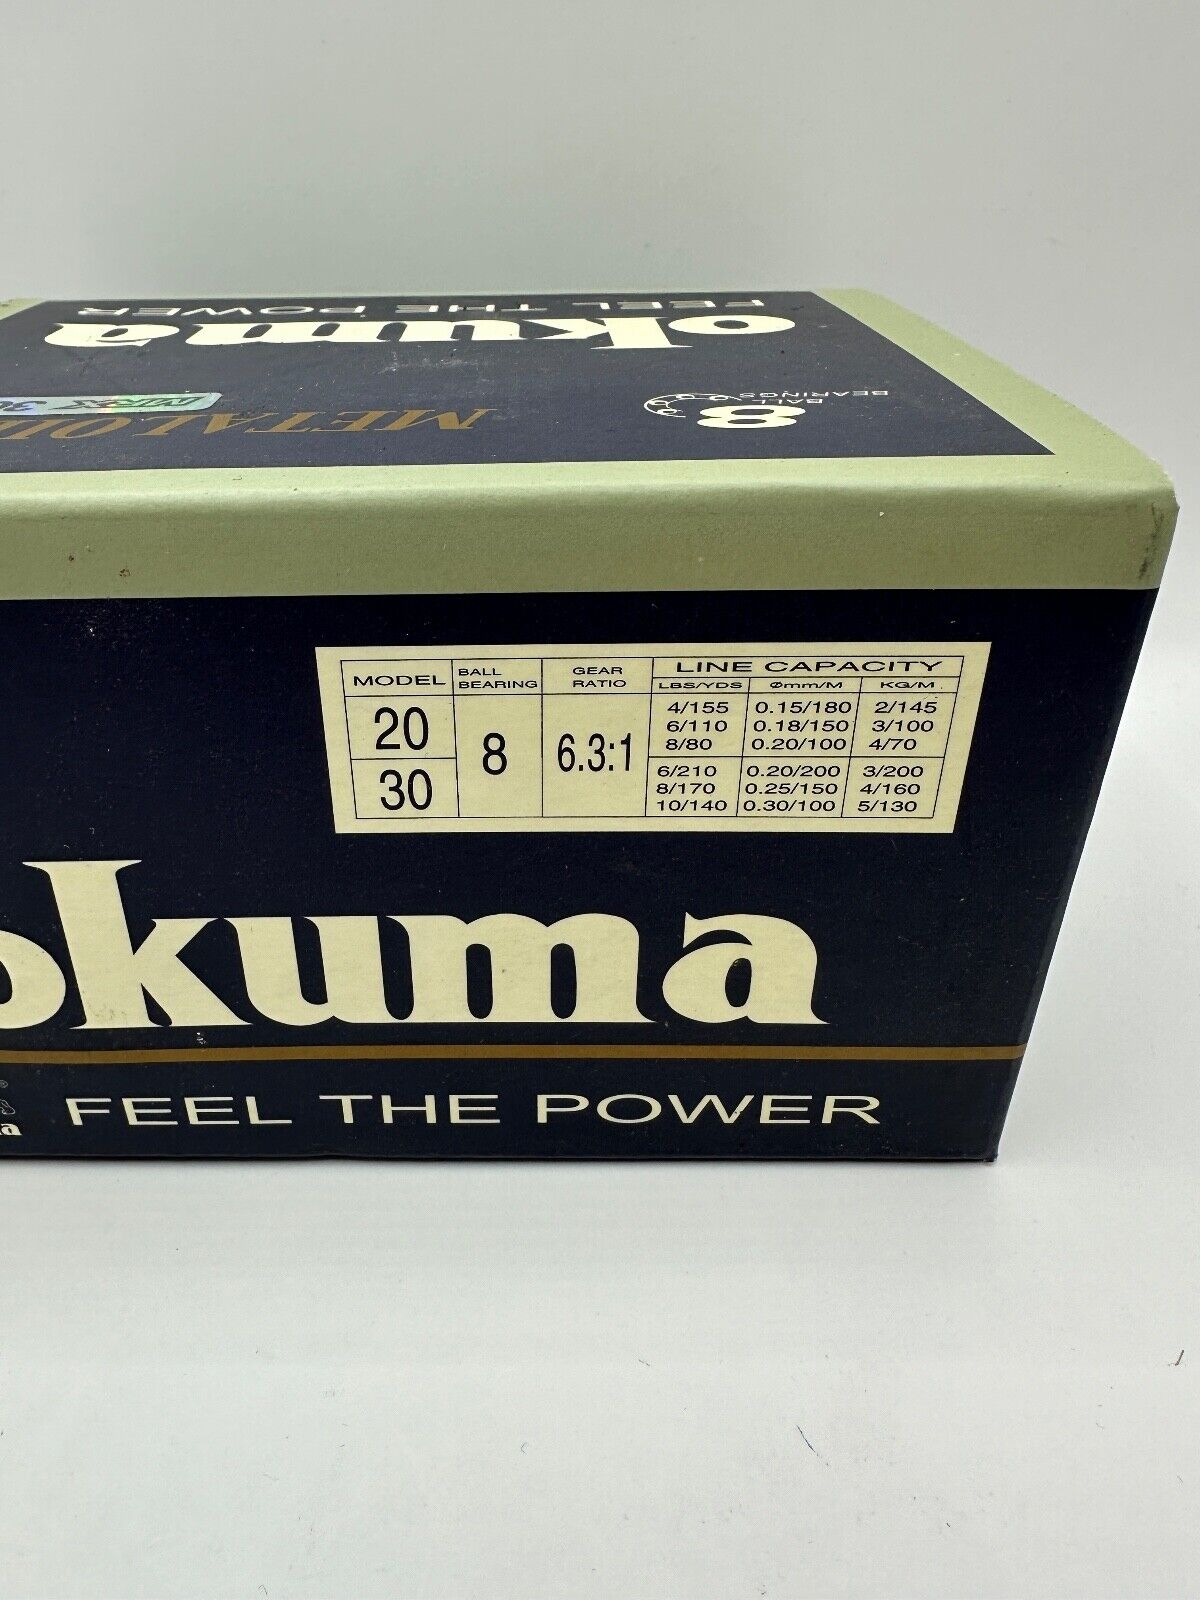 FEEL THE POWER
okuma
MRX 30
8 BALL BEARINGS
MODEL BALL BEARING GEAR RATIO LINE CAPACITY
LBS/YDS Ømm/M KG/M
20 8 6.3:1
4/155 0.15/180 2/145
6/110 0.18/150 3/100
8/80 0.20/100 4/70
30
6/210 0.20/200 3/200
8/170 0.25/150 4/160
10/140 0.30/100 5/130
okuma
FEEL THE POWER